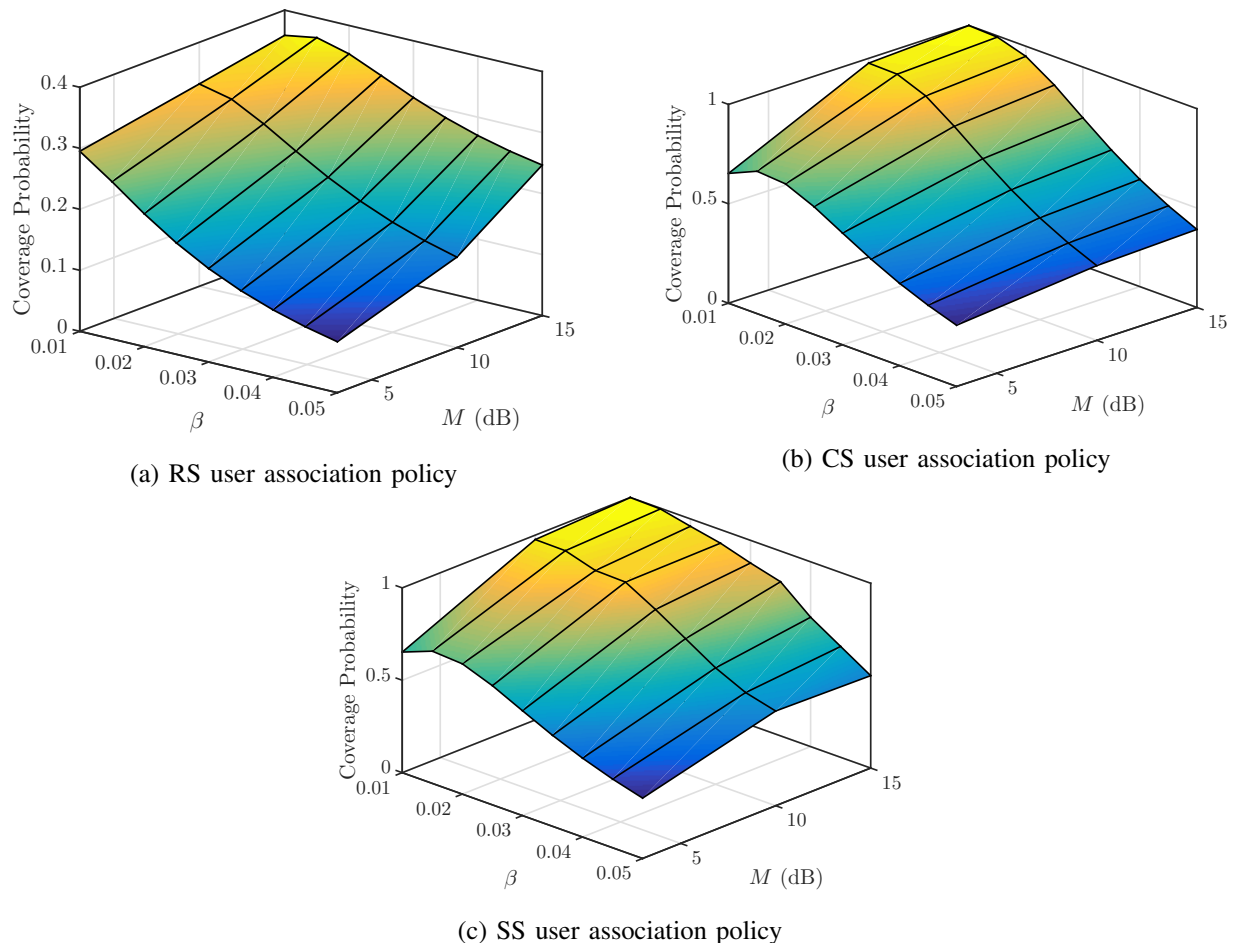 0.4
0.3
0.2
0.1
0
Coverage Probability
0.01
0.02
0.03
0.04
0.05
β
5
10
15
M (dB)
(a) RS user association policy
1
0.5
0
Coverage Probability
0.01
0.02
0.03
0.04
0.05
β
5
10
15
M (dB)
(b) CS user association policy
1
0.5
0
Coverage Probability
0.01
0.02
0.03
0.04
0.05
β
5
10
15
M (dB)
(c) SS user association policy